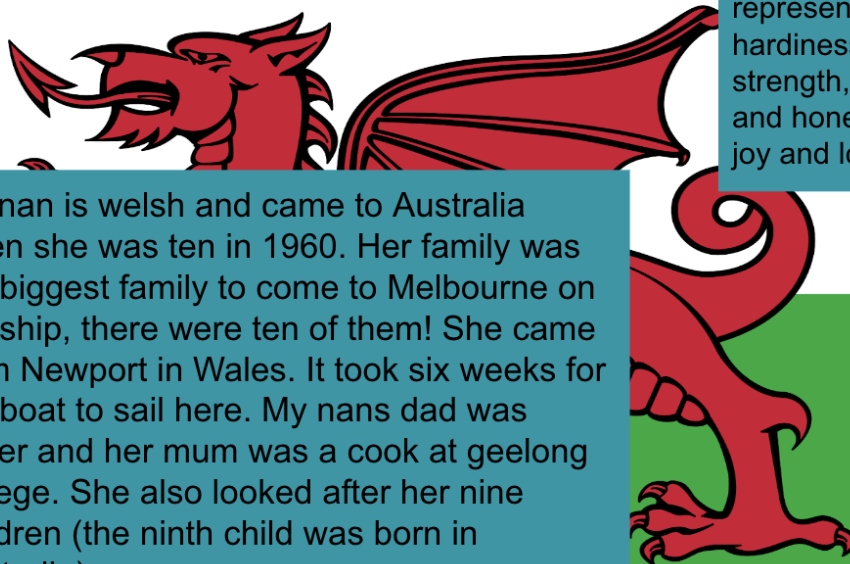 represen
hardines
strength,
and hone
joy and lo
nan is welsh and came to Australia
en she was ten in 1960. Her family was
biggest family to come to Melbourne on
ship, there were ten of them! She came
Newport in Wales. It took six weeks for
boat to sail here. My nans dad was
er and her mum was a cook at geelong
ege. She also looked after her nine
dren (the ninth child was born in